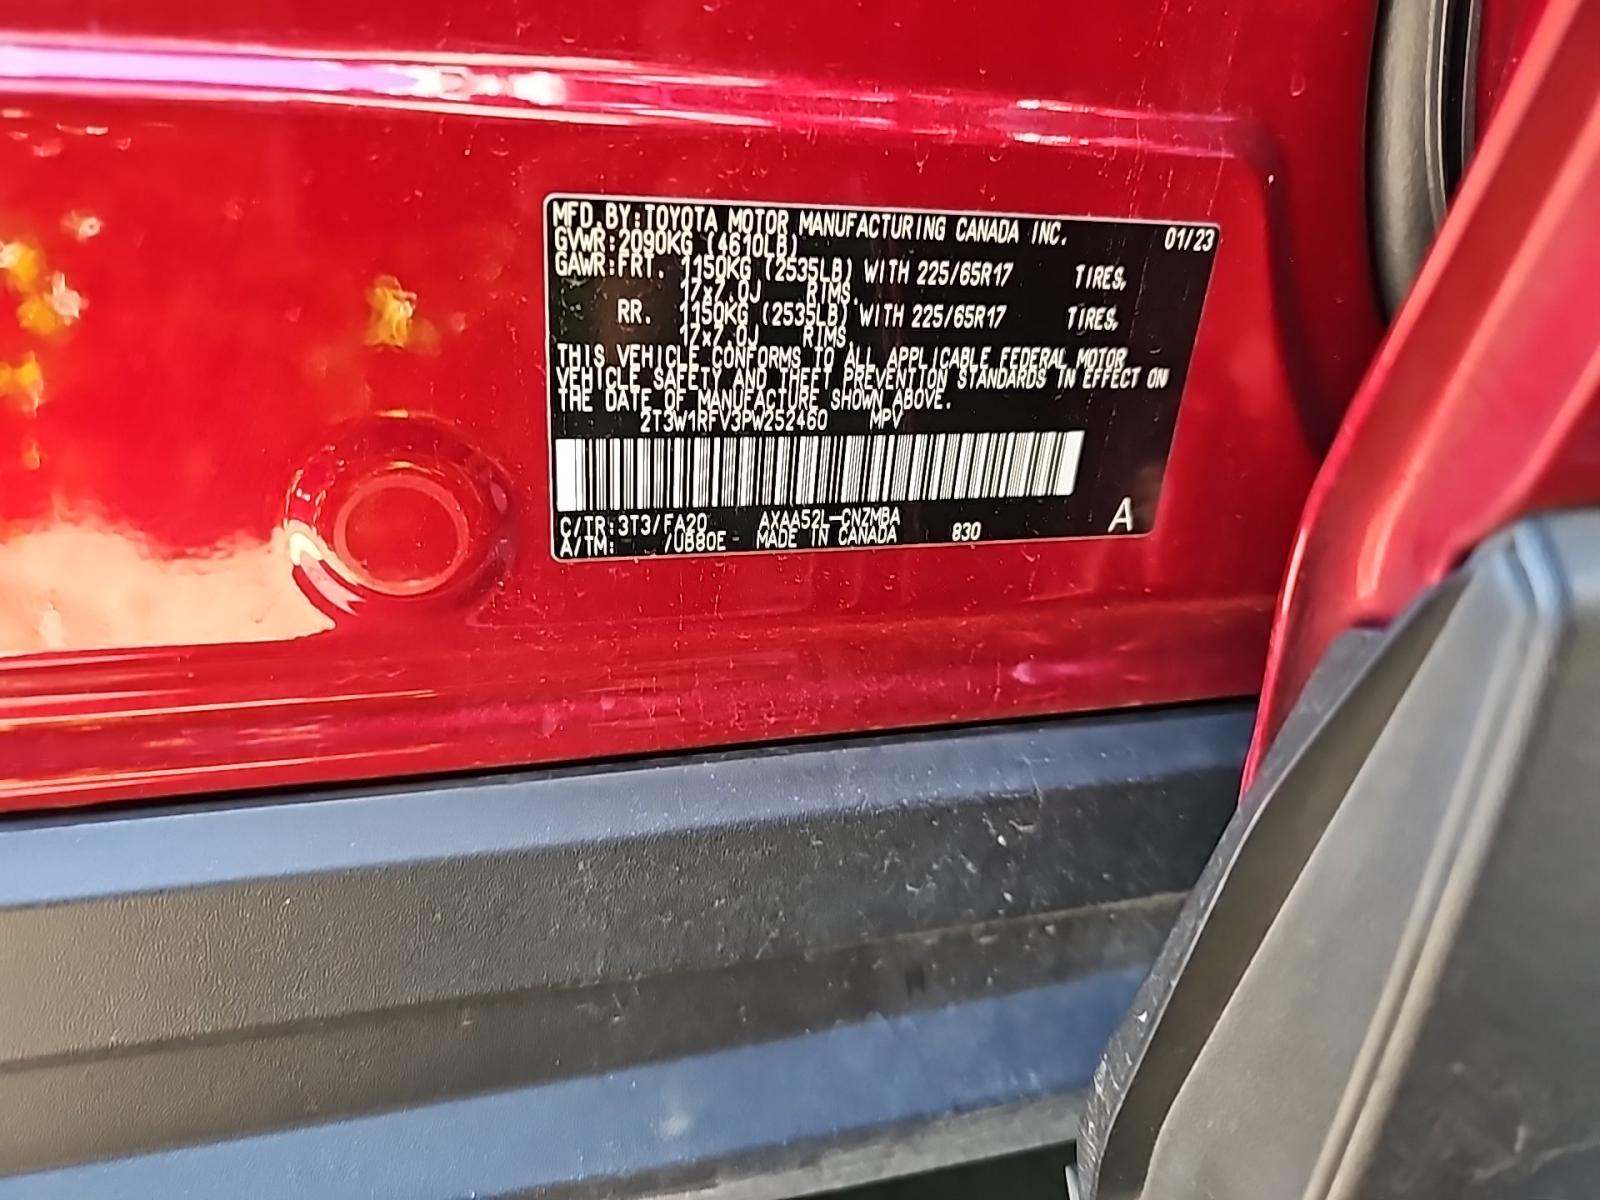 MFD.BY:TOYOTA MOTOR MANUFACTURING CANADA INC. 01/23
GVWR:2090KG (4610LB)
GAWR:FRT. 1150KG (2535LB) WITH 225/65R17 TIRES,
17x7.0J RIMS.
RR. 1150KG (2535LB) WITH 225/65R17 TIRES,
17x7.0J RIMS
THIS VEHICLE CONFORMS TO ALL APPLICABLE FEDERAL MOTOR
VEHICLE SAFETY AND THEFT PREVENTION STANDARDS IN EFFECT ON
THE DATE OF MANUFACTURE SHOWN ABOVE.
2T3W1RFV3PW252460 MPV
C/TR:3T3/FA20 AXAA52L-CNZMBA
A/TM: /UB80E MADE IN CANADA 830 A